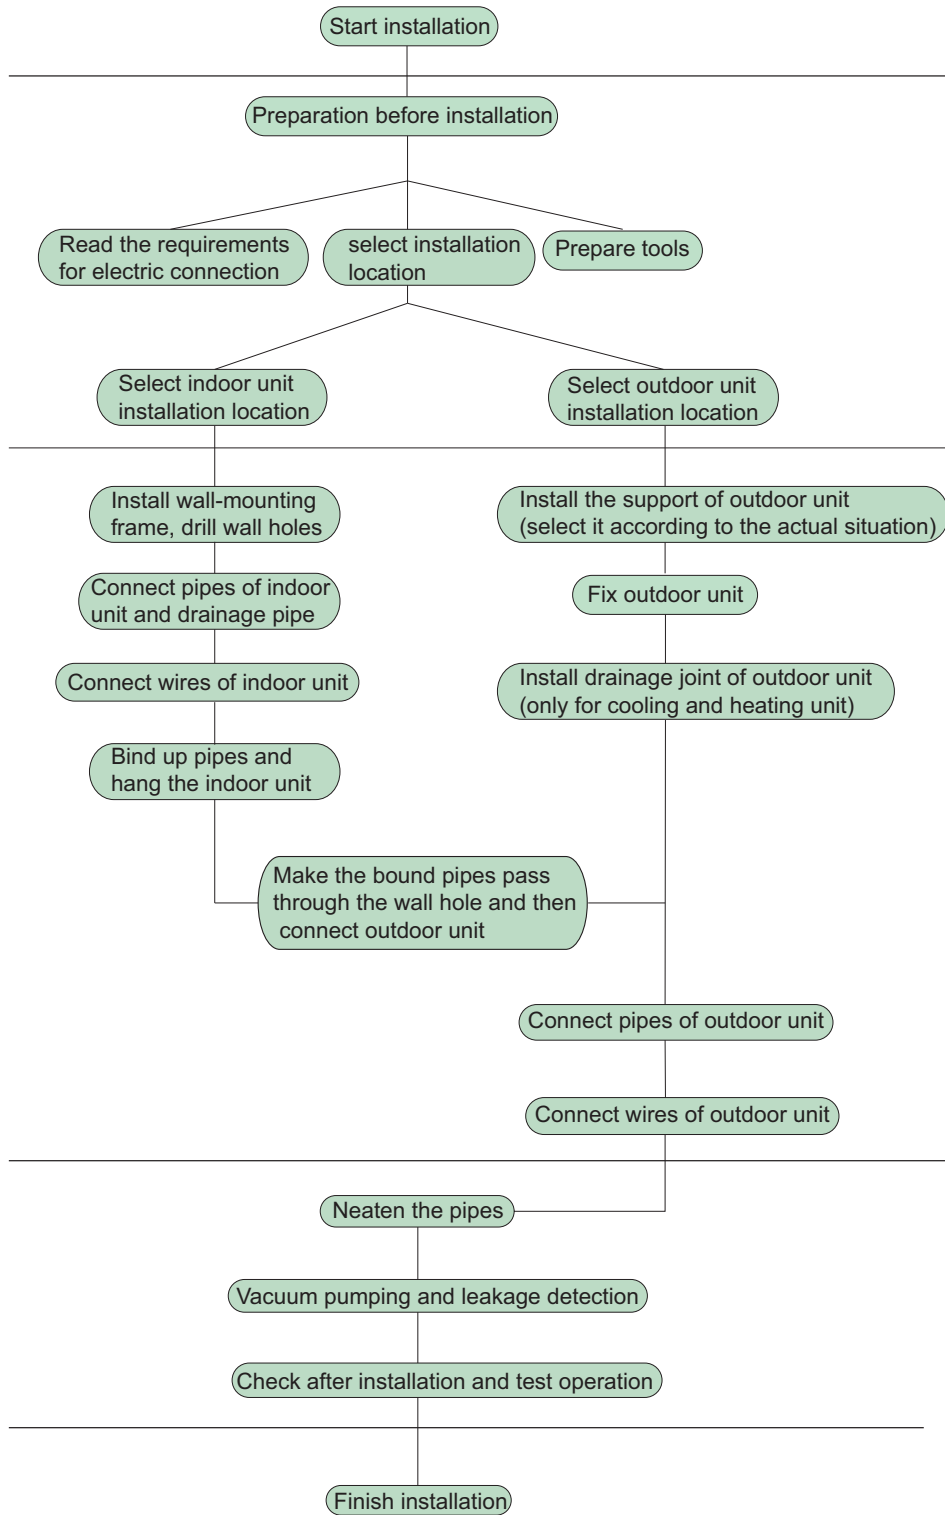 Start installation
Preparation before installation
Read the requirements
for electric connection
select installation
location
Prepare tools
Select indoor unit
installation location
Select outdoor unit
installation location
Install wall-mounting
frame, drill wall holes
Install the support of outdoor unit
(select it according to the actual situation)
Connect pipes of indoor
unit and drainage pipe
Fix outdoor unit
Connect wires of indoor unit
Install drainage joint of outdoor unit
(only for cooling and heating unit)
Bind up pipes and
hang the indoor unit
Make the bound pipes pass
through the wall hole and then
connect outdoor unit
Connect pipes of outdoor unit
Connect wires of outdoor unit
Neaten the pipes
Vacuum pumping and leakage detection
Check after installation and test operation
Finish installation